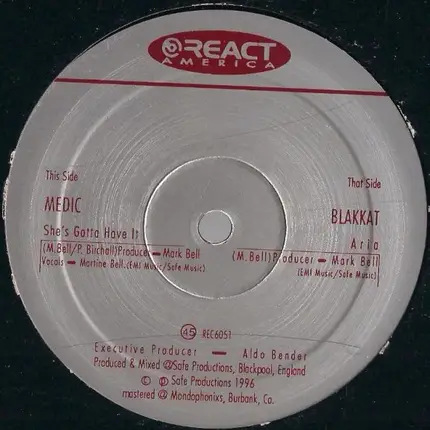 REACT
AMERICA
This Side
MEDIC
She's Gotta Have It
(M.Bell/P. Birchall)Producer — Mark Bell
Vocals — Martine Bell.(EMI Music/Safe Music)
That Side
BLAKKAT
Aria
(M.Bell)Producer — Mark Bell
(EMI Music/Safe Music)
45 REC6051
Executive Producer — Aldo Bender
Produced & Mixed @Safe Productions, Blackpool, England
© ℗ Safe Productions 1996
mastered @ Mondophonixs, Burbank, Co.